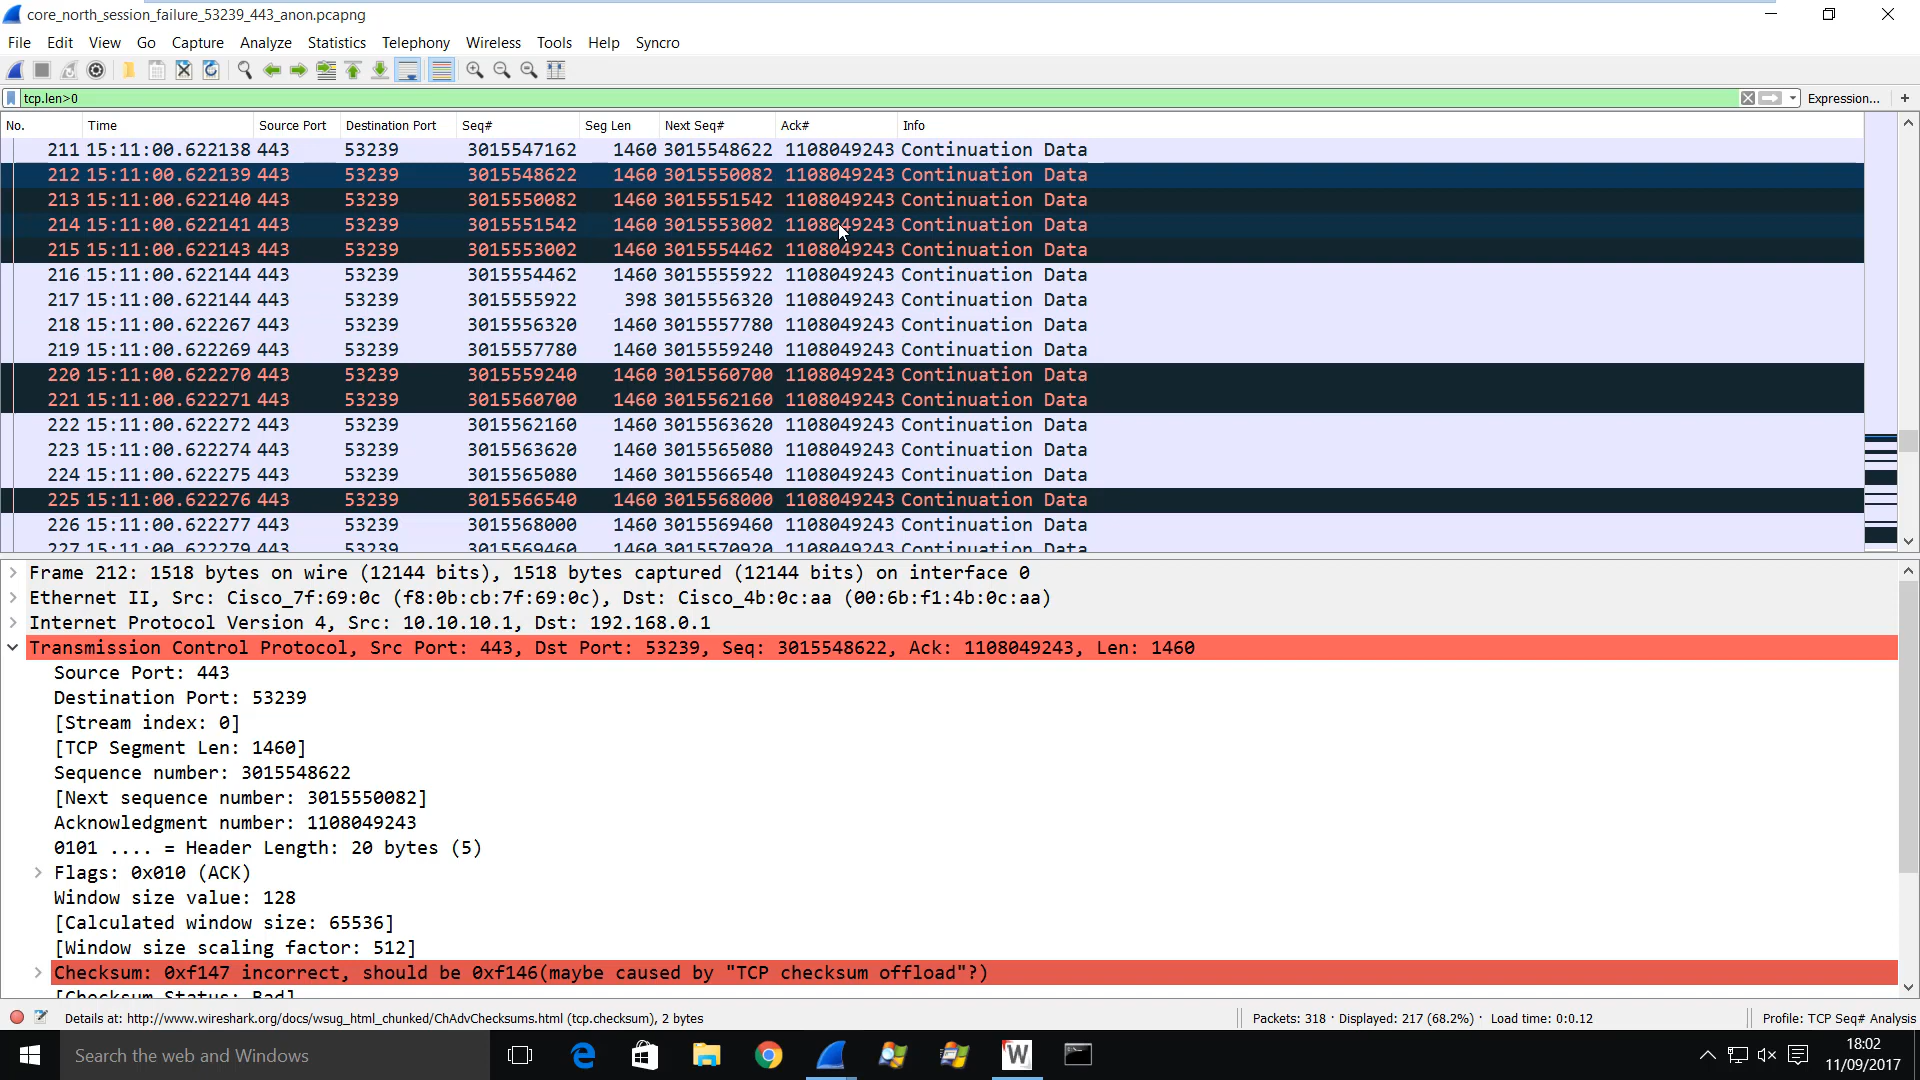 core_north_session_failure_53239_443_anon.pcapng
File Edit View Go Capture Analyze Statistics Telephony Wireless Tools Help Syncro
tcp.len>0 Expression... +
No. Time Source Port Destination Port Seq# Seg Len Next Seq# Ack# Info
211 15:11:00.622138 443 53239 3015547162 1460 3015548622 1108049243 Continuation Data
212 15:11:00.622139 443 53239 3015548622 1460 3015550082 1108049243 Continuation Data
213 15:11:00.622140 443 53239 3015550082 1460 3015551542 1108049243 Continuation Data
214 15:11:00.622141 443 53239 3015551542 1460 3015553002 1108049243 Continuation Data
215 15:11:00.622143 443 53239 3015553002 1460 3015554462 1108049243 Continuation Data
216 15:11:00.622144 443 53239 3015554462 1460 3015555922 1108049243 Continuation Data
217 15:11:00.622144 443 53239 3015555922 398 3015556320 1108049243 Continuation Data
218 15:11:00.622267 443 53239 3015556320 1460 3015557780 1108049243 Continuation Data
219 15:11:00.622269 443 53239 3015557780 1460 3015559240 1108049243 Continuation Data
220 15:11:00.622270 443 53239 3015559240 1460 3015560700 1108049243 Continuation Data
221 15:11:00.622271 443 53239 3015560700 1460 3015562160 1108049243 Continuation Data
222 15:11:00.622272 443 53239 3015562160 1460 3015563620 1108049243 Continuation Data
223 15:11:00.622274 443 53239 3015563620 1460 3015565080 1108049243 Continuation Data
224 15:11:00.622275 443 53239 3015565080 1460 3015566540 1108049243 Continuation Data
225 15:11:00.622276 443 53239 3015566540 1460 3015568000 1108049243 Continuation Data
226 15:11:00.622277 443 53239 3015568000 1460 3015569460 1108049243 Continuation Data
227 15:11:00.622279 443 53239 3015569460 1460 3015570920 1108049243 Continuation Data
Frame 212: 1518 bytes on wire (12144 bits), 1518 bytes captured (12144 bits) on interface 0
Ethernet II, Src: Cisco_7f:69:0c (f8:0b:cb:7f:69:0c), Dst: Cisco_4b:0c:aa (00:6b:f1:4b:0c:aa)
Internet Protocol Version 4, Src: 10.10.10.1, Dst: 192.168.0.1
Transmission Control Protocol, Src Port: 443, Dst Port: 53239, Seq: 3015548622, Ack: 1108049243, Len: 1460
Source Port: 443
Destination Port: 53239
[Stream index: 0]
[TCP Segment Len: 1460]
Sequence number: 3015548622
[Next sequence number: 3015550082]
Acknowledgment number: 1108049243
0101 .... = Header Length: 20 bytes (5)
Flags: 0x010 (ACK)
Window size value: 128
[Calculated window size: 65536]
[Window size scaling factor: 512]
Checksum: 0xf147 incorrect, should be 0xf146(maybe caused by "TCP checksum offload"?)
[Checksum Status: Bad]
Details at: http://www.wireshark.org/docs/wsug_html_chunked/ChAdvChecksums.html (tcp.checksum), 2 bytes Packets: 318 · Displayed: 217 (68.2%) · Load time: 0:0.12 Profile: TCP Seq# Analysis
Search the web and Windows
W
18:02
11/09/2017